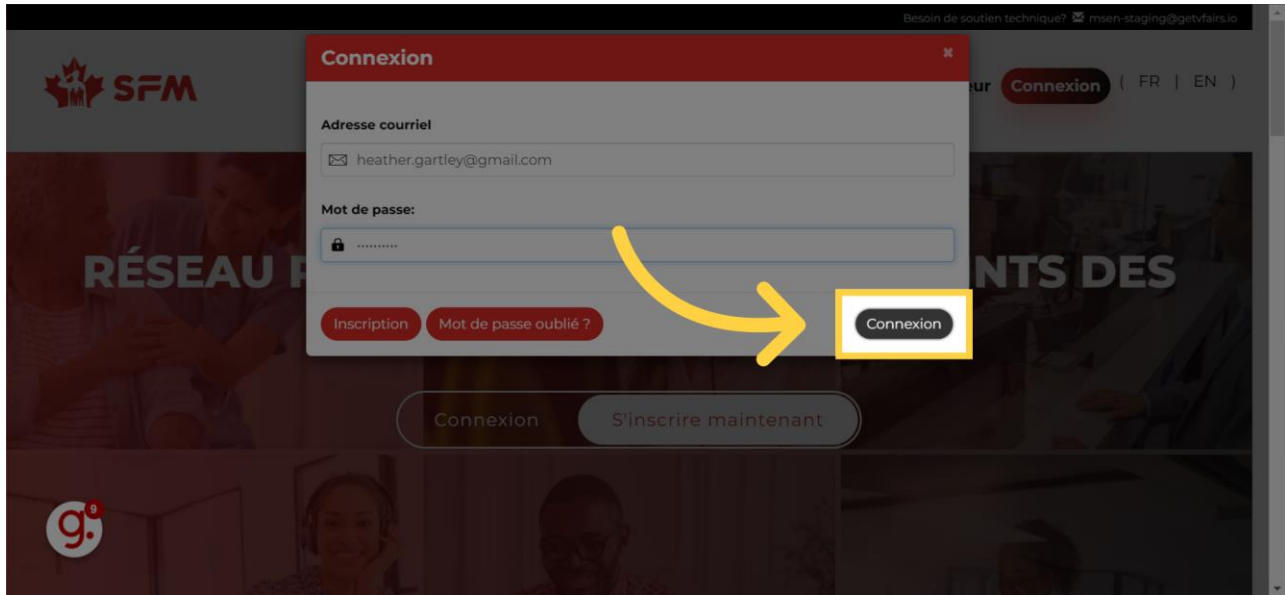 Besoin de soutien technique? msen-staging@getvfairs.io
SFM
Connexion ( FR | EN )
Connexion
Adresse courriel
heather.gartley@gmail.com
Mot de passe:
RÉSEAU
NTS DES
Inscription
Mot de passe oublié ?
Connexion
Connexion
S'inscrire maintenant
g.
9